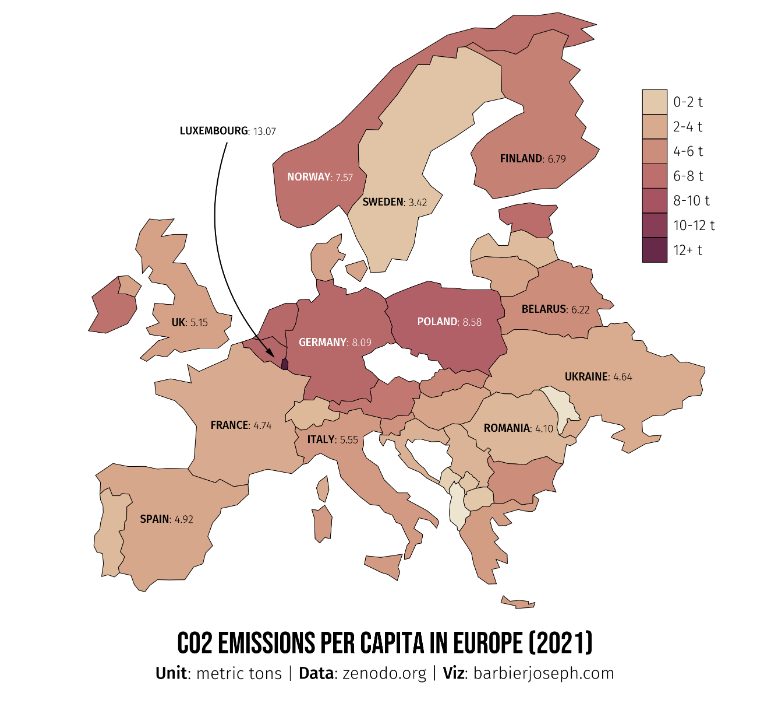 LUXEMBOURG: 13.07
0-2 t
2-4 t
4-6 t
6-8 t
8-10 t
10-12 t
12+ t
FINLAND: 6.79
NORWAY: 7.57
SWEDEN: 3.42
BELARUS: 6.22
UK: 5.15
POLAND: 8.58
GERMANY: 8.09
UKRAINE: 4.64
FRANCE: 4.74
ROMANIA: 4.10
ITALY: 5.55
SPAIN: 4.92
CO2 EMISSIONS PER CAPITA IN EUROPE (2021)
Unit: metric tons | Data: zenodo.org | Viz: barbierjoseph.com